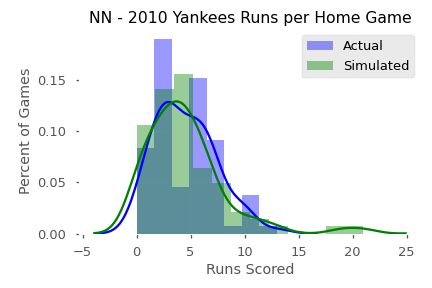 NN - 2010 Yankees Runs per Home Game
Actual
Simulated
Percent of Games
0.15
0.10
0.05
0.00
−5 0 5 10 15 20 25
Runs Scored